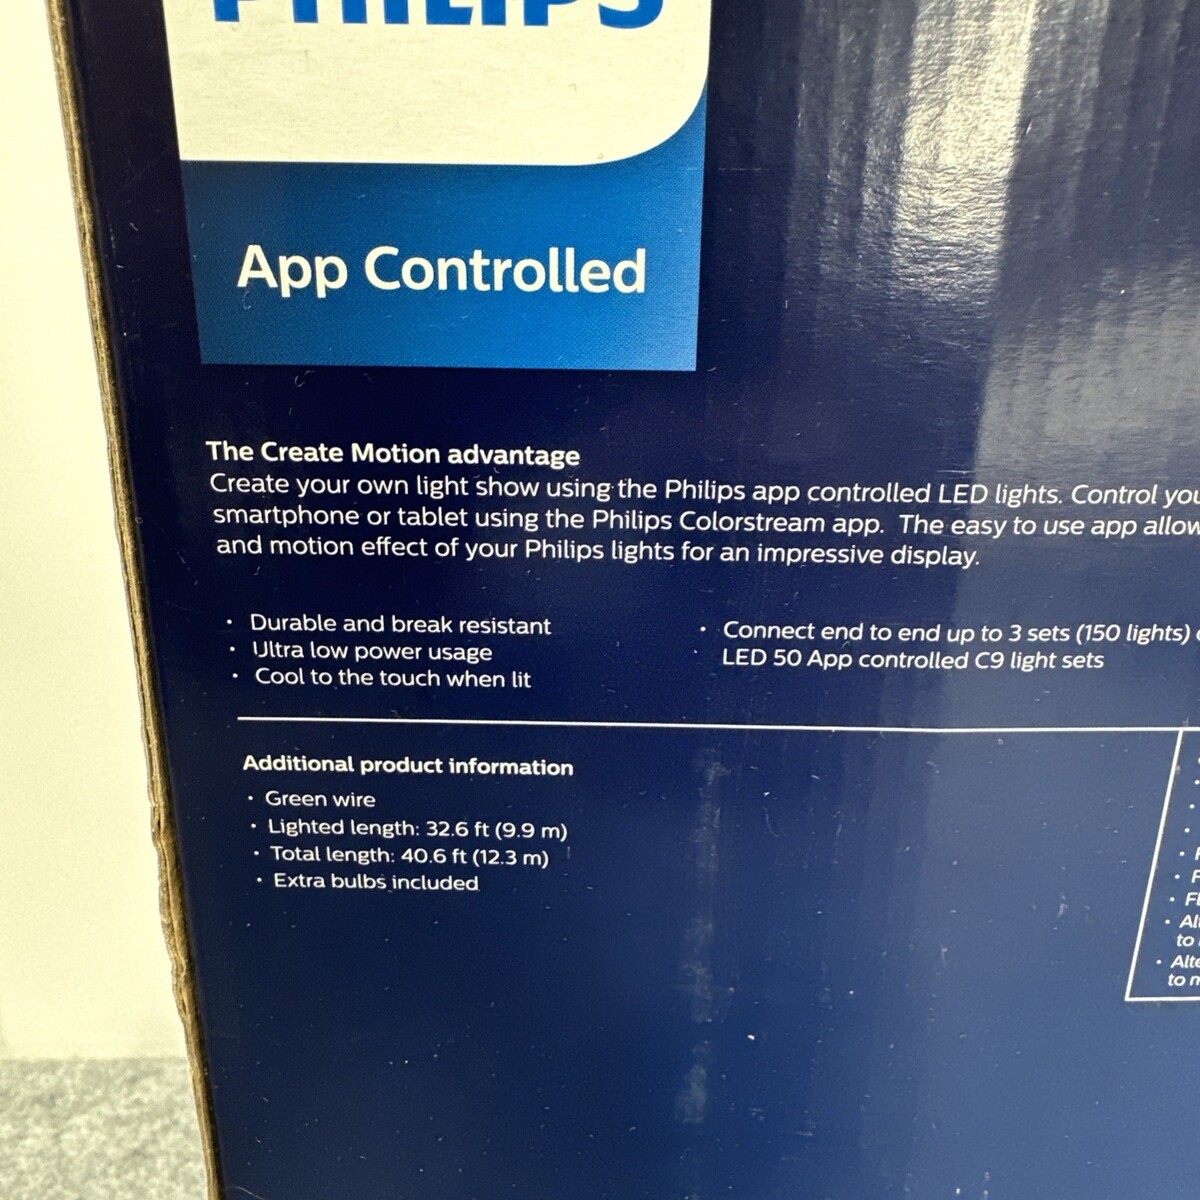 PHILIPS
App Controlled
The Create Motion advantage
Create your own light show using the Philips app controlled LED lights. Control you
smartphone or tablet using the Philips Colorstream app. The easy to use app allow
and motion effect of your Philips lights for an impressive display.
· Durable and break resistant
· Ultra low power usage
· Cool to the touch when lit
· Connect end to end up to 3 sets (150 lights)
LED 50 App controlled C9 light sets
Additional product information
· Green wire
· Lighted length: 32.6 ft (9.9 m)
· Total length: 40.6 ft (12.3 m)
· Extra bulbs included
· F
· Fl
· Al
to
· Alte
to m